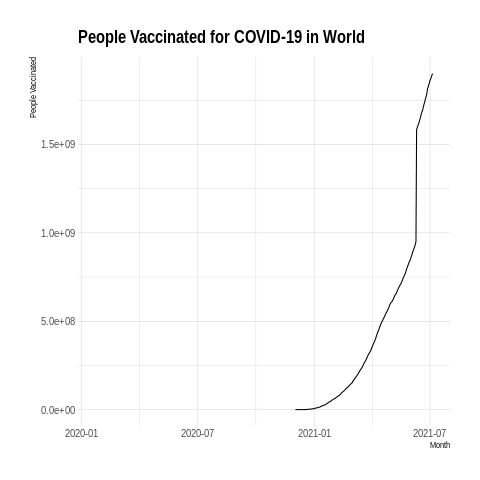 People Vaccinated for COVID-19 in World
People Vaccinated
1.5e+09
1.0e+09
5.0e+08
0.0e+00
2020-01 2020-07 2021-01 2021-07
Month